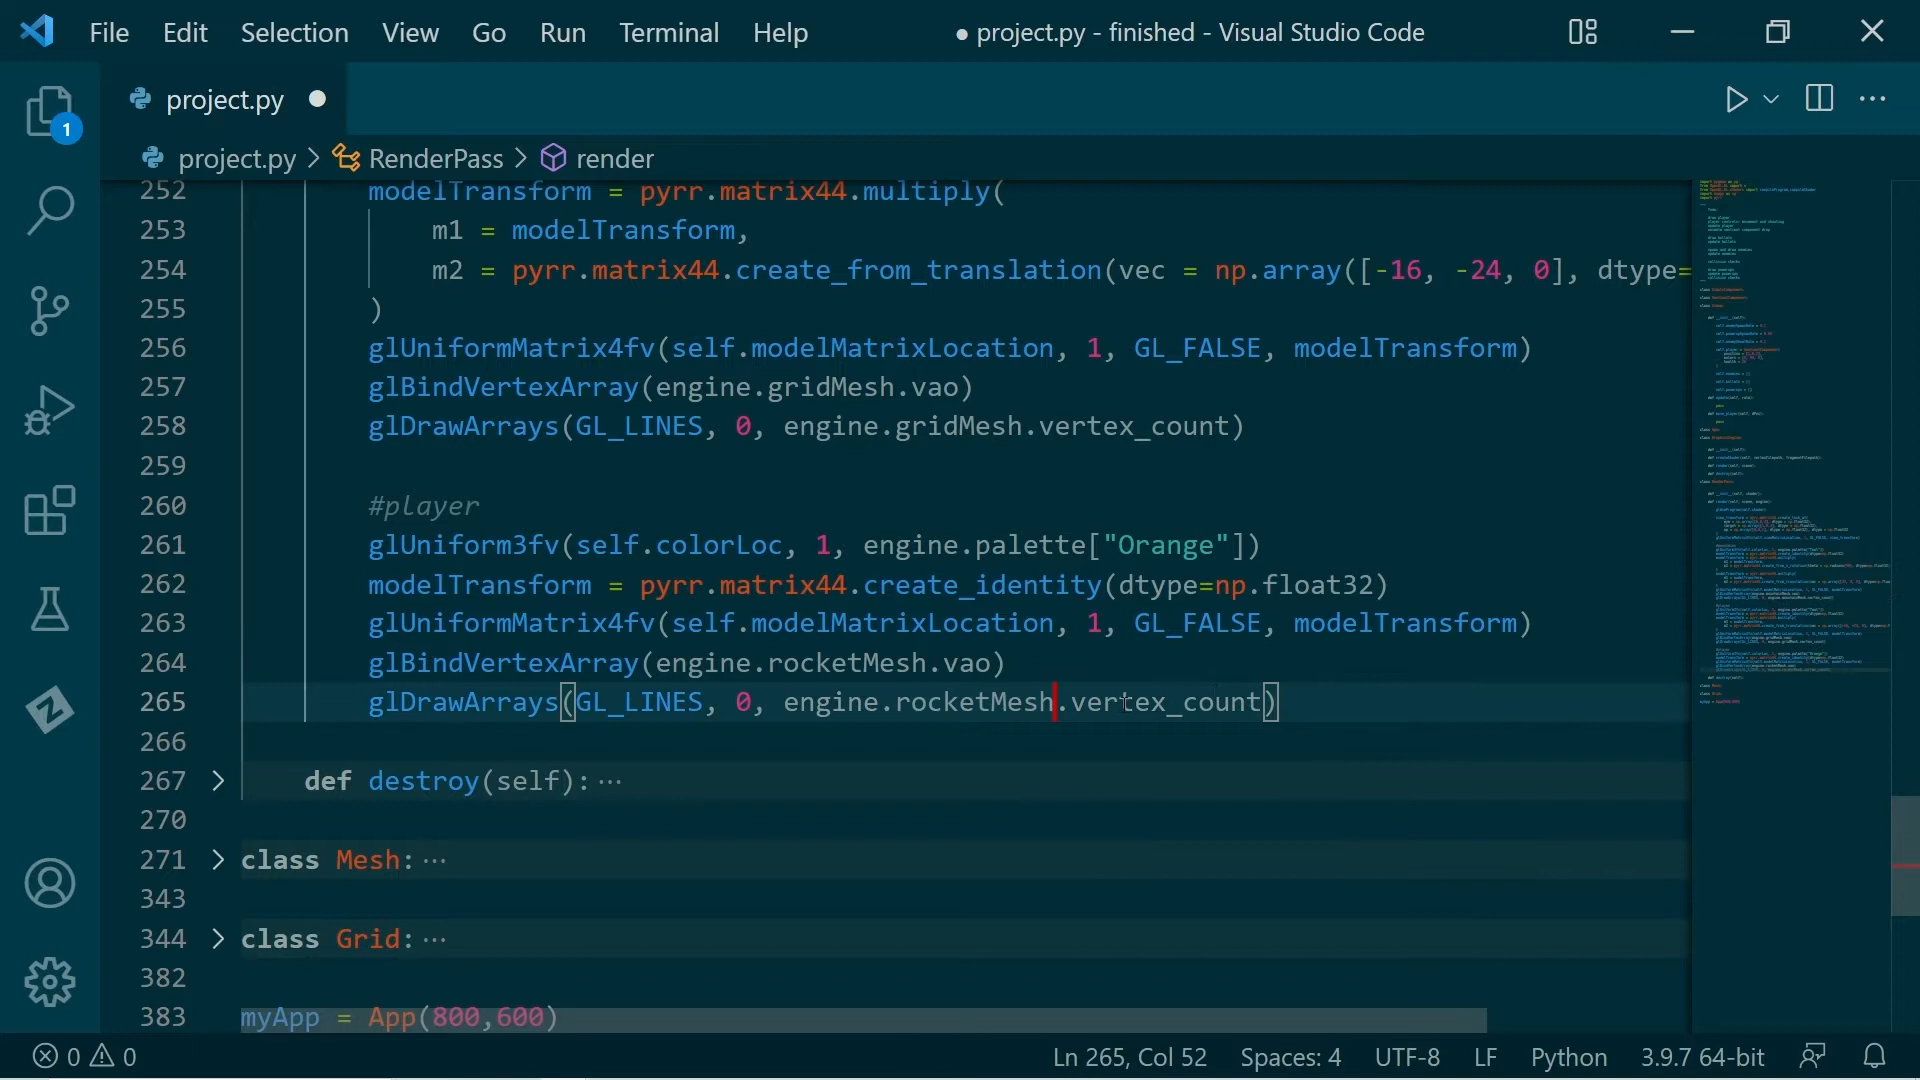 File Edit Selection View Go Run Terminal Help ● project.py - finished - Visual Studio Code
project.py ●
1
project.py > RenderPass > render
252 modelTransform = pyrr.matrix44.multiply(
253 m1 = modelTransform,
254 m2 = pyrr.matrix44.create_from_translation(vec = np.array([-16, -24, 0], dtype=
255 )
256 glUniformMatrix4fv(self.modelMatrixLocation, 1, GL_FALSE, modelTransform)
257 glBindVertexArray(engine.gridMesh.vao)
258 glDrawArrays(GL_LINES, 0, engine.gridMesh.vertex_count)
259
260 #player
261 glUniform3fv(self.colorLoc, 1, engine.palette["Orange"])
262 modelTransform = pyrr.matrix44.create_identity(dtype=np.float32)
263 glUniformMatrix4fv(self.modelMatrixLocation, 1, GL_FALSE, modelTransform)
264 glBindVertexArray(engine.rocketMesh.vao)
265 glDrawArrays(GL_LINES, 0, engine.rocketMesh.vertex_count)
266
267 def destroy(self):···
270
271 class Mesh:···
343
344 class Grid:···
382
383 myApp = App(800,600)
0 0 Ln 265, Col 52 Spaces: 4 UTF-8 LF Python 3.9.7 64-bit